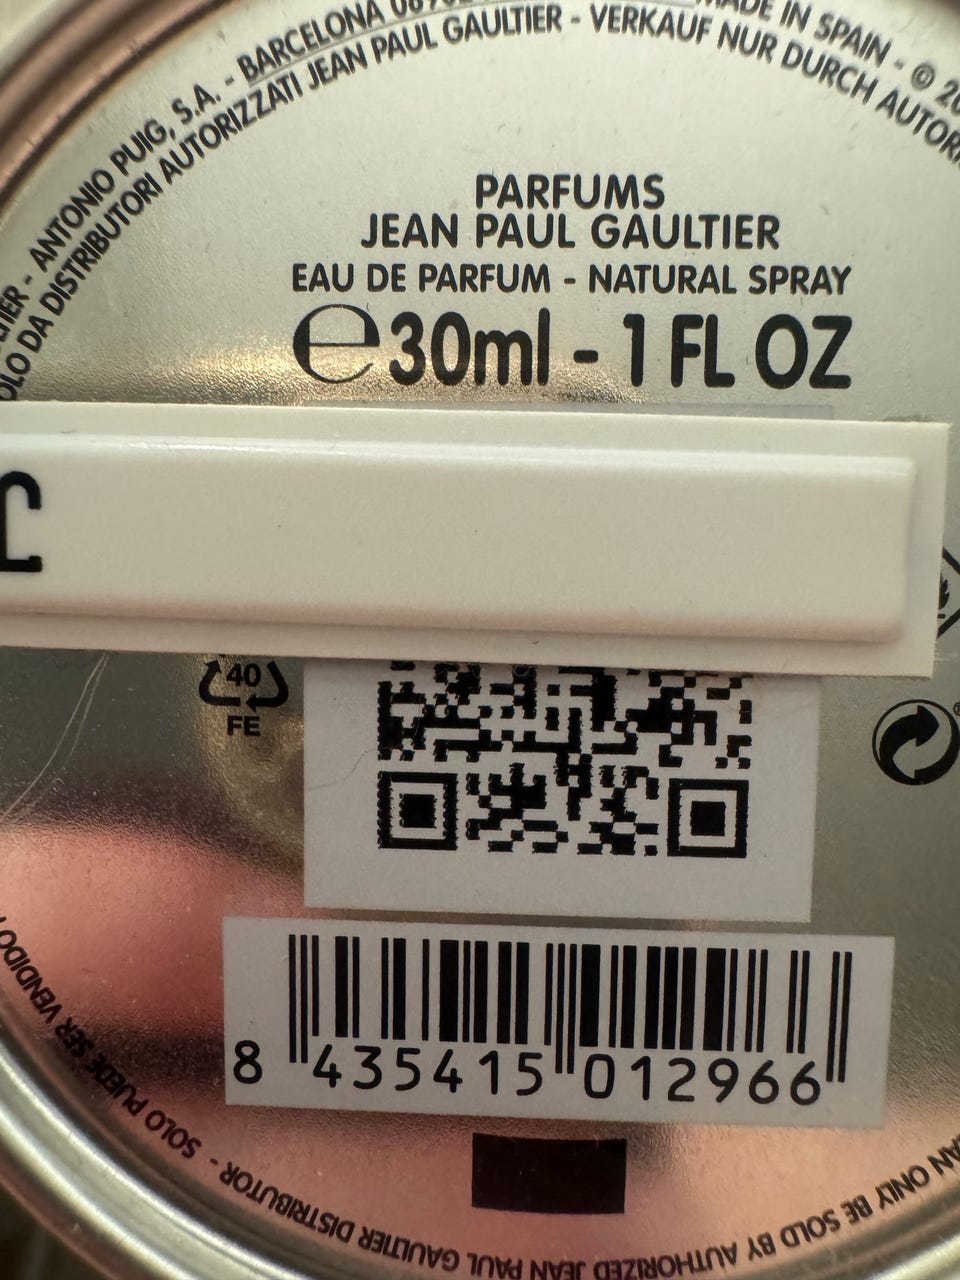 ANTONIO PUIG, S.A. - BARCELONA
MADE IN SPAIN - ©
DA DISTRIBUTORI AUTORIZZATI JEAN PAUL GAULTIER - VERKAUF NUR DURCH
PARFUMS
JEAN PAUL GAULTIER
EAU DE PARFUM - NATURAL SPRAY
℮ 30ml - 1 FL OZ
40
FE
8 435415 012966
ONLY BE SOLD BY AUTHORIZED JEAN PAUL GAULTIER DISTRIBUTOR - SOLO PUEDE SER VENDIDO